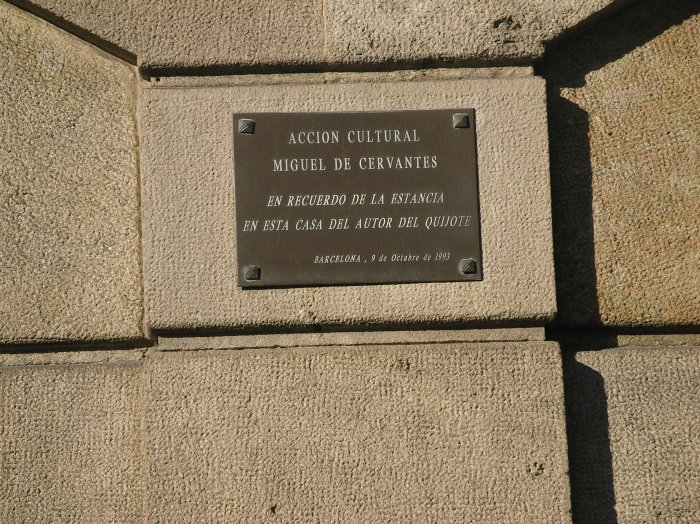 ACCION CULTURAL
MIGUEL DE CERVANTES
EN RECUERDO DE LA ESTANCIA
EN ESTA CASA DEL AUTOR DEL QUIJOTE
BARCELONA , 9 de Octubre de 1993